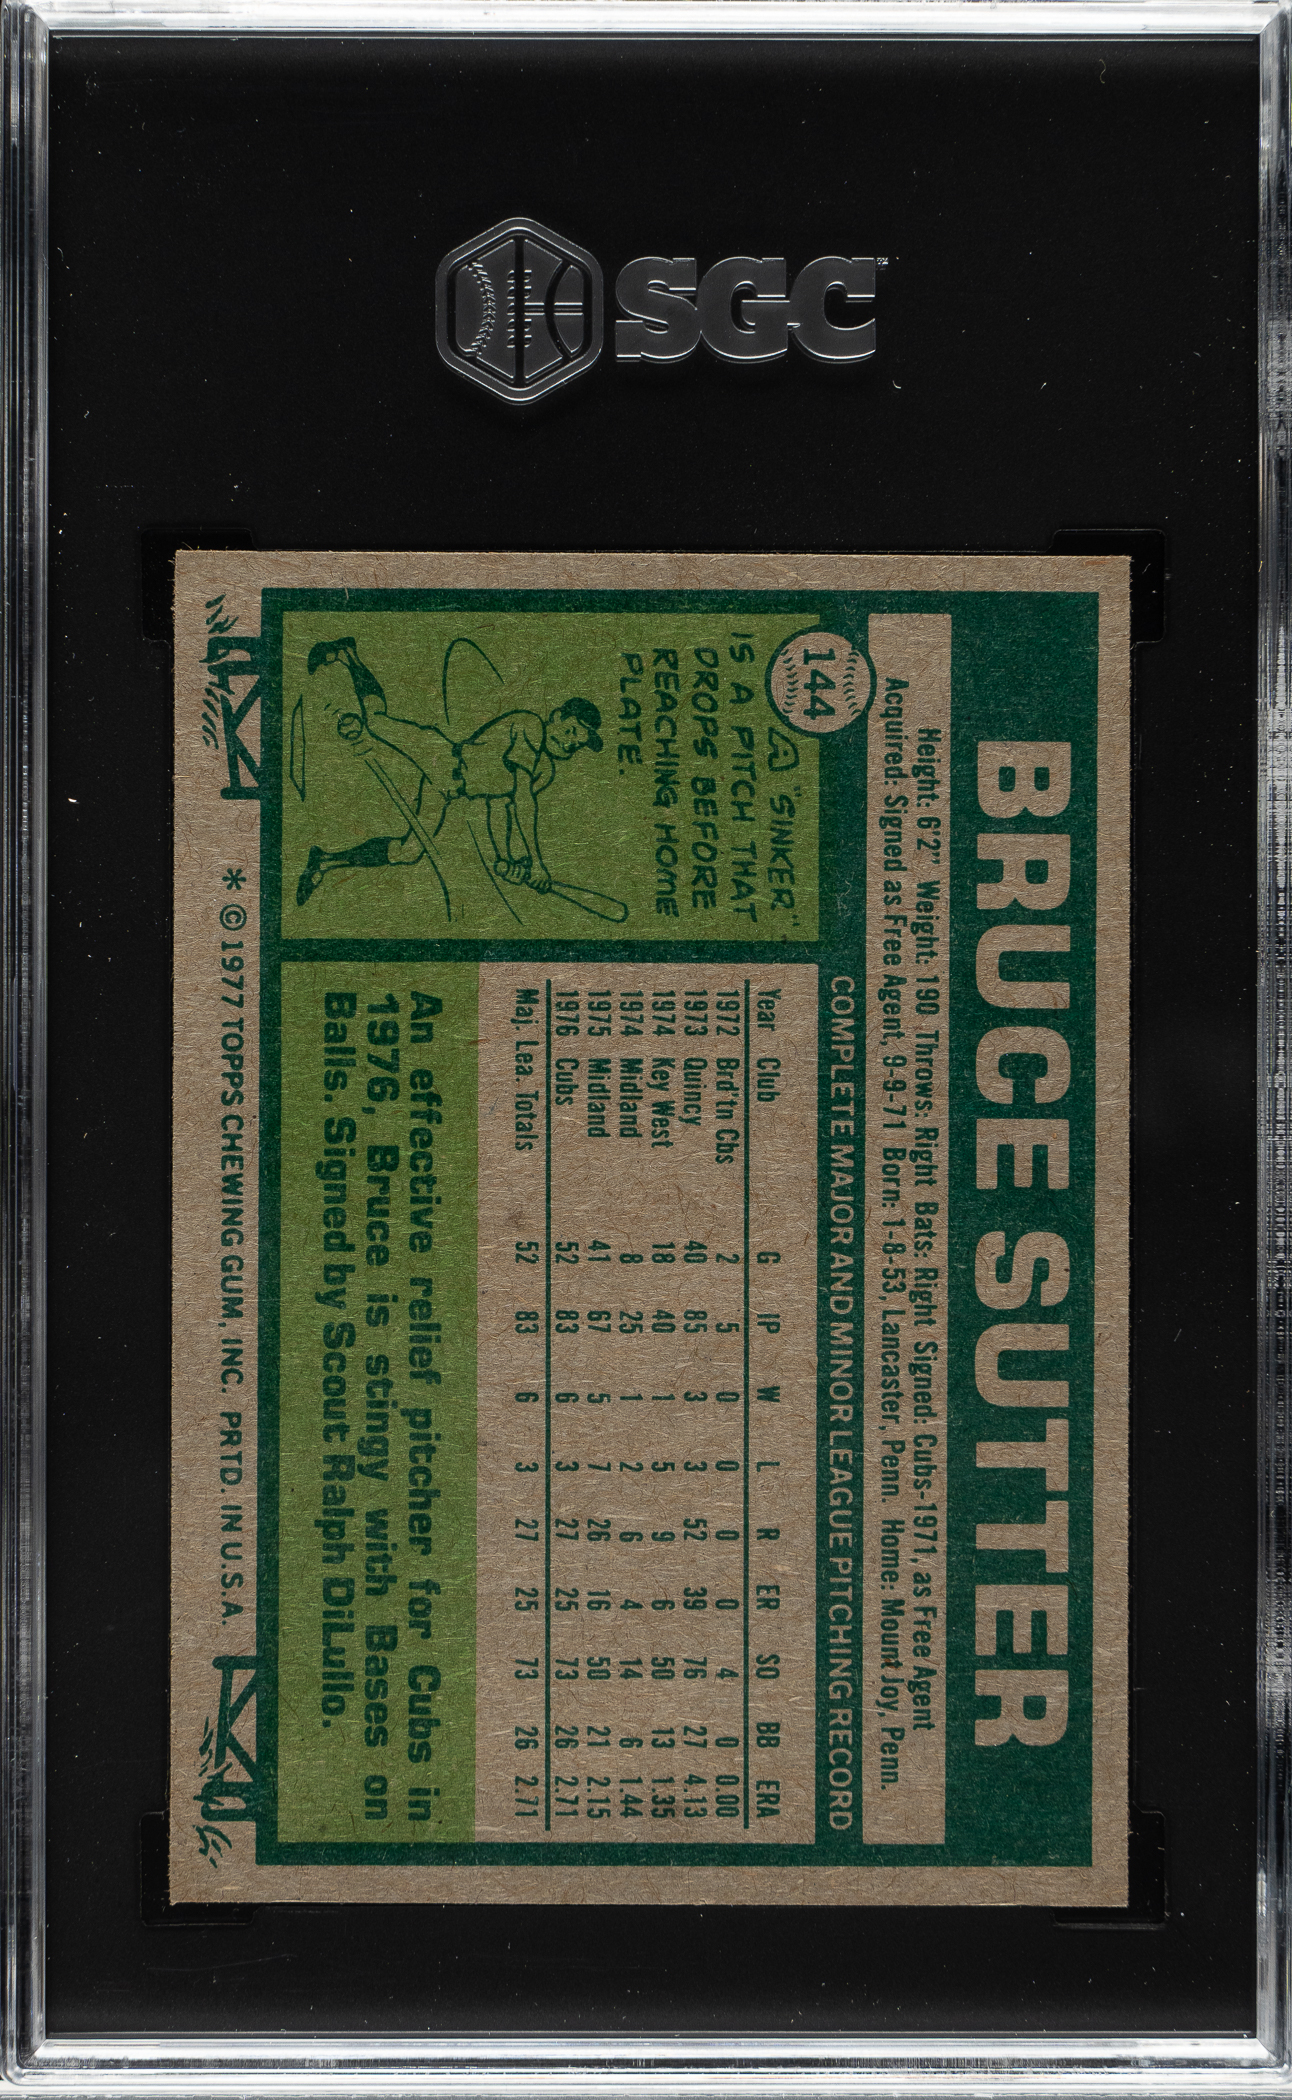 SGC
144
BRUCE SUTTER
Height: 6'2" Weight: 190 Throws: Right Bats: Right Signed: Cubs-1971, as Free Agent
Acquired: Signed as Free Agent, 9-9-71 Born: 1-8-53, Lancaster, Penn. Home: Mount Joy, Penn.
A "SINKER"
IS A PITCH THAT
DROPS BEFORE
REACHING HOME
PLATE.
COMPLETE MAJOR AND MINOR LEAGUE PITCHING RECORD
Year Club G IP W L R ER SO BB ERA
1972 Brd'tn Cbs 2 5 0 0 0 0 4 0 0.00
1973 Quincy 40 85 3 3 52 39 76 27 4.13
1974 Key West 18 40 1 5 9 6 50 13 1.35
1974 Midland 8 25 1 2 6 4 14 6 1.44
1975 Midland 41 67 5 7 26 16 50 21 2.15
1976 Cubs 52 83 6 3 27 25 73 26 2.71
Maj. Lea. Totals 52 83 6 3 27 25 73 26 2.71
An effective relief pitcher for Cubs in
1976, Bruce is stingy with Bases on
Balls. Signed by Scout Ralph DiLullo.
* ©1977 TOPPS CHEWING GUM, INC. PRTD. IN U.S.A.